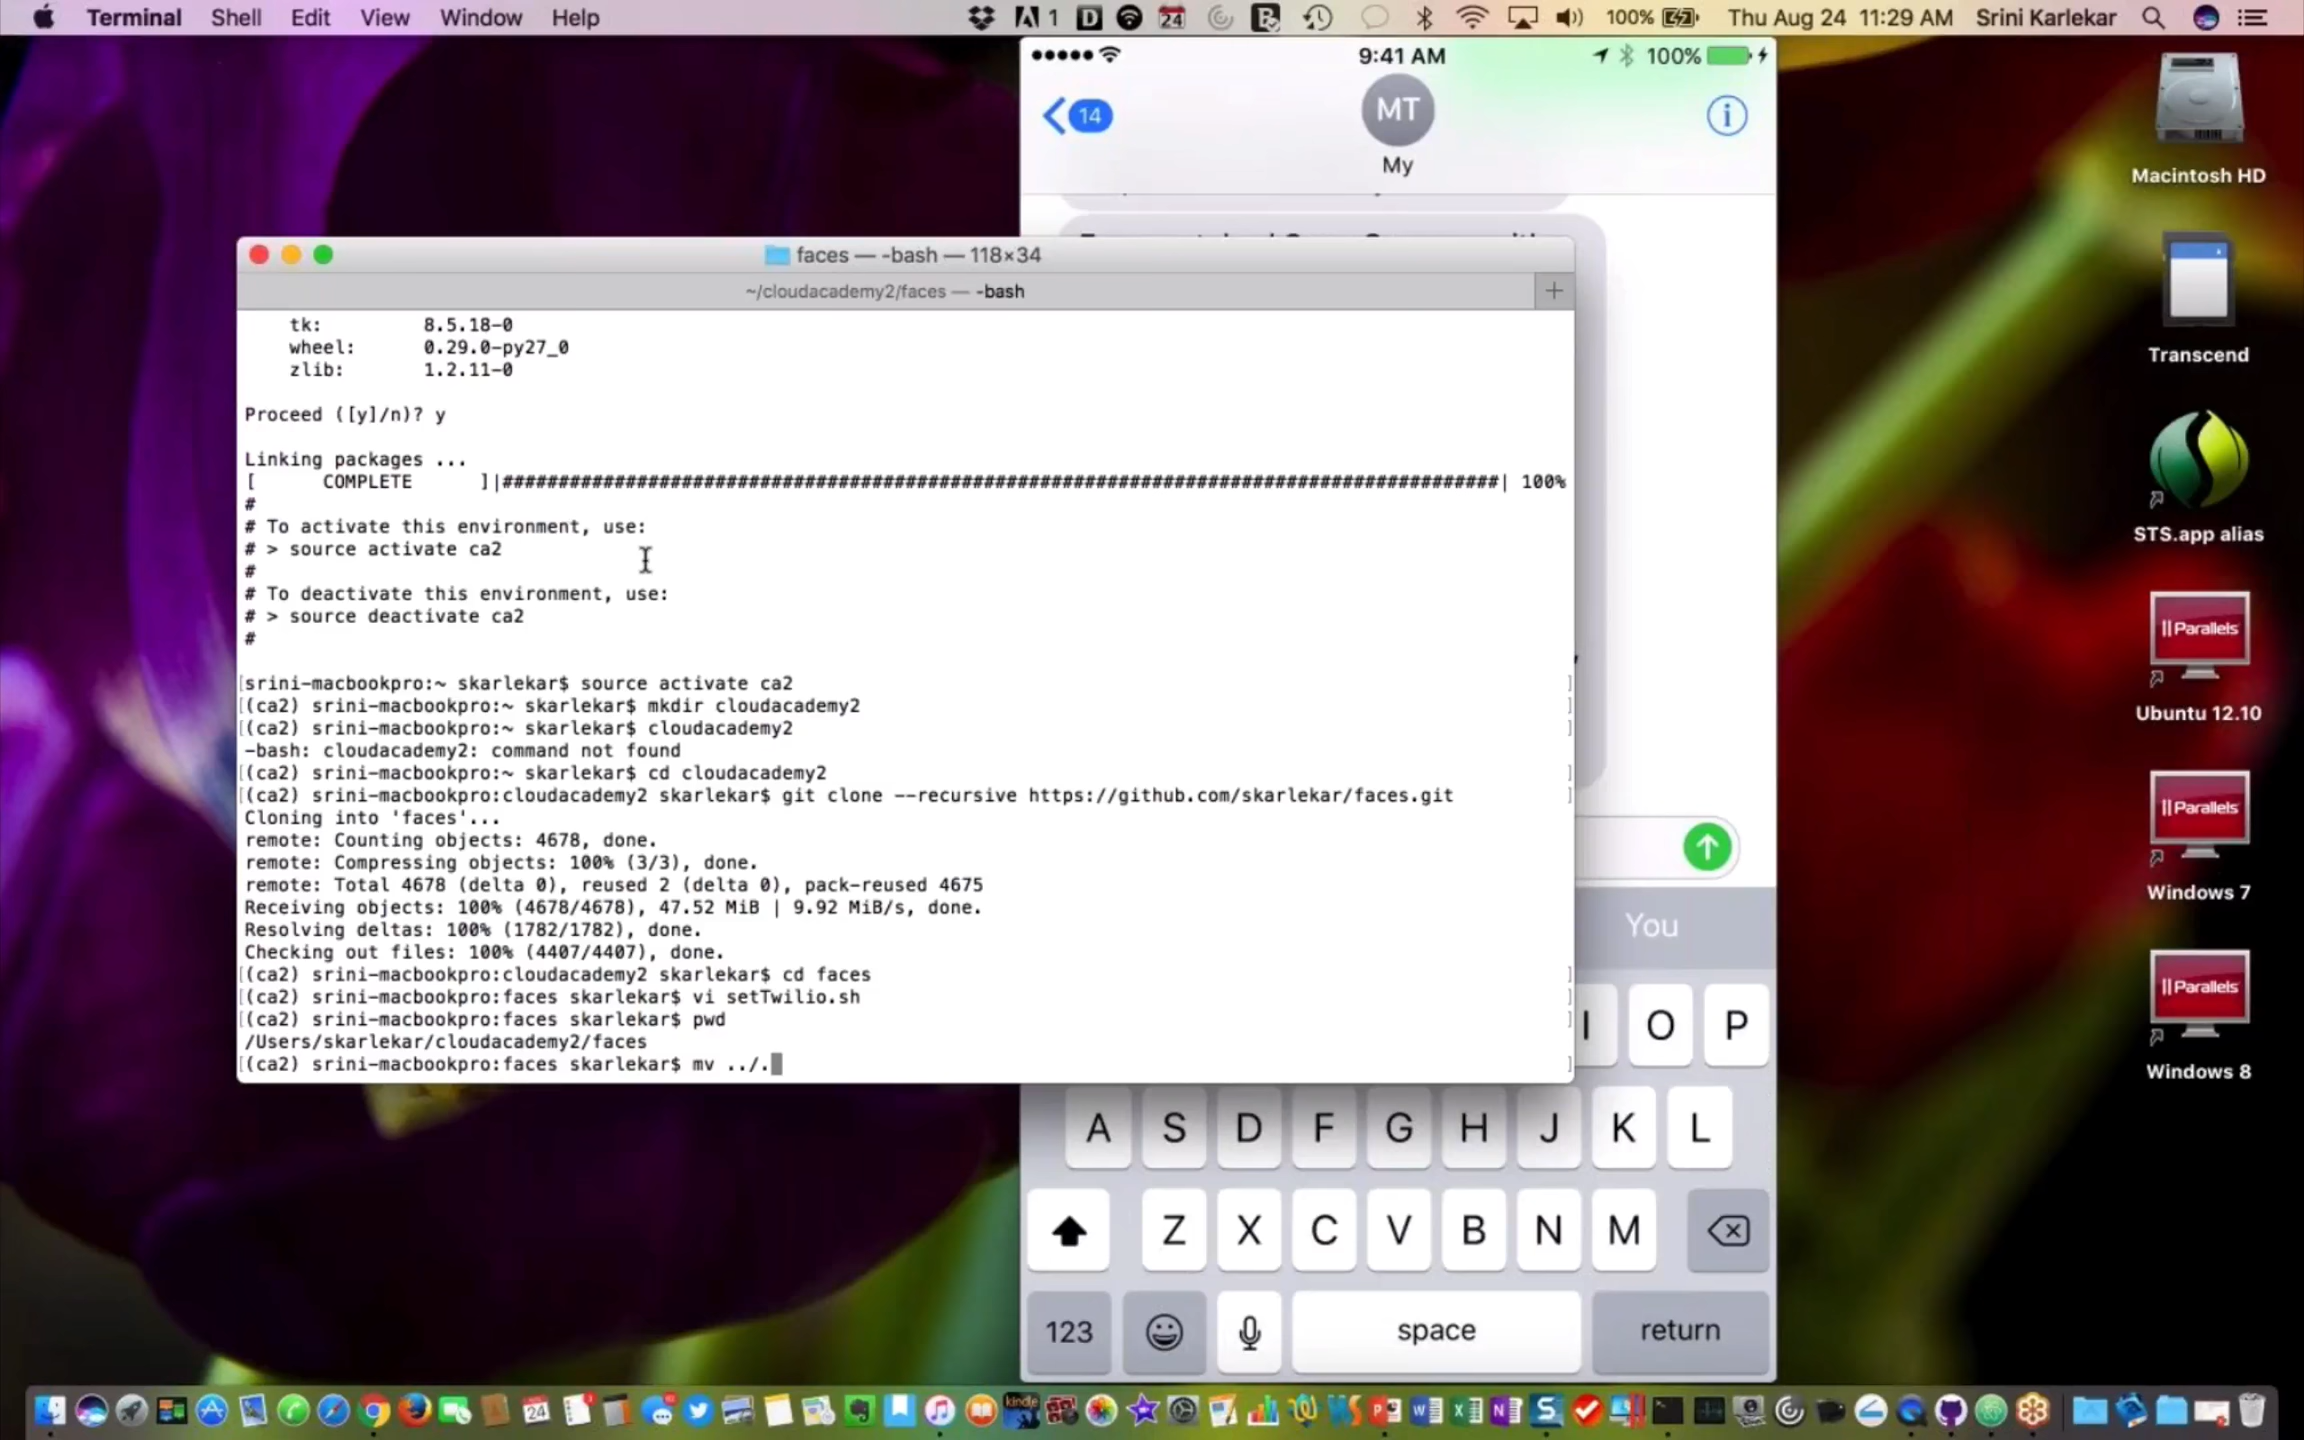 Terminal Shell Edit View Window Help
1 24 100% Thu Aug 24 11:29 AM Srini Karlekar
9:41 AM 100%
14
MT
My
faces — -bash — 118×34
~/cloudacademy2/faces — -bash
tk: 8.5.18-0
wheel: 0.29.0-py27_0
zlib: 1.2.11-0
Proceed ([y]/n)? y
Linking packages ...
[ COMPLETE ]|#########################################################################################| 100%
#
# To activate this environment, use:
# > source activate ca2
#
# To deactivate this environment, use:
# > source deactivate ca2
#
[srini-macbookpro:~ skarlekar$ source activate ca2 ]
[(ca2) srini-macbookpro:~ skarlekar$ mkdir cloudacademy2 ]
[(ca2) srini-macbookpro:~ skarlekar$ cloudacademy2 ]
-bash: cloudacademy2: command not found
[(ca2) srini-macbookpro:~ skarlekar$ cd cloudacademy2 ]
[(ca2) srini-macbookpro:cloudacademy2 skarlekar$ git clone --recursive https://github.com/skarlekar/faces.git ]
Cloning into 'faces'...
remote: Counting objects: 4678, done.
remote: Compressing objects: 100% (3/3), done.
remote: Total 4678 (delta 0), reused 2 (delta 0), pack-reused 4675
Receiving objects: 100% (4678/4678), 47.52 MiB | 9.92 MiB/s, done.
Resolving deltas: 100% (1782/1782), done.
Checking out files: 100% (4407/4407), done.
[(ca2) srini-macbookpro:cloudacademy2 skarlekar$ cd faces ]
[(ca2) srini-macbookpro:faces skarlekar$ vi setTwilio.sh ]
[(ca2) srini-macbookpro:faces skarlekar$ pwd ]
/Users/skarlekar/cloudacademy2/faces
[(ca2) srini-macbookpro:faces skarlekar$ mv ../. ]
You
I O P
A S D F G H J K L
Z X C V B N M
123 space return
Macintosh HD
Transcend
STS.app alias
|| Parallels
Ubuntu 12.10
|| Parallels
Windows 7
|| Parallels
Windows 8
24
kindle